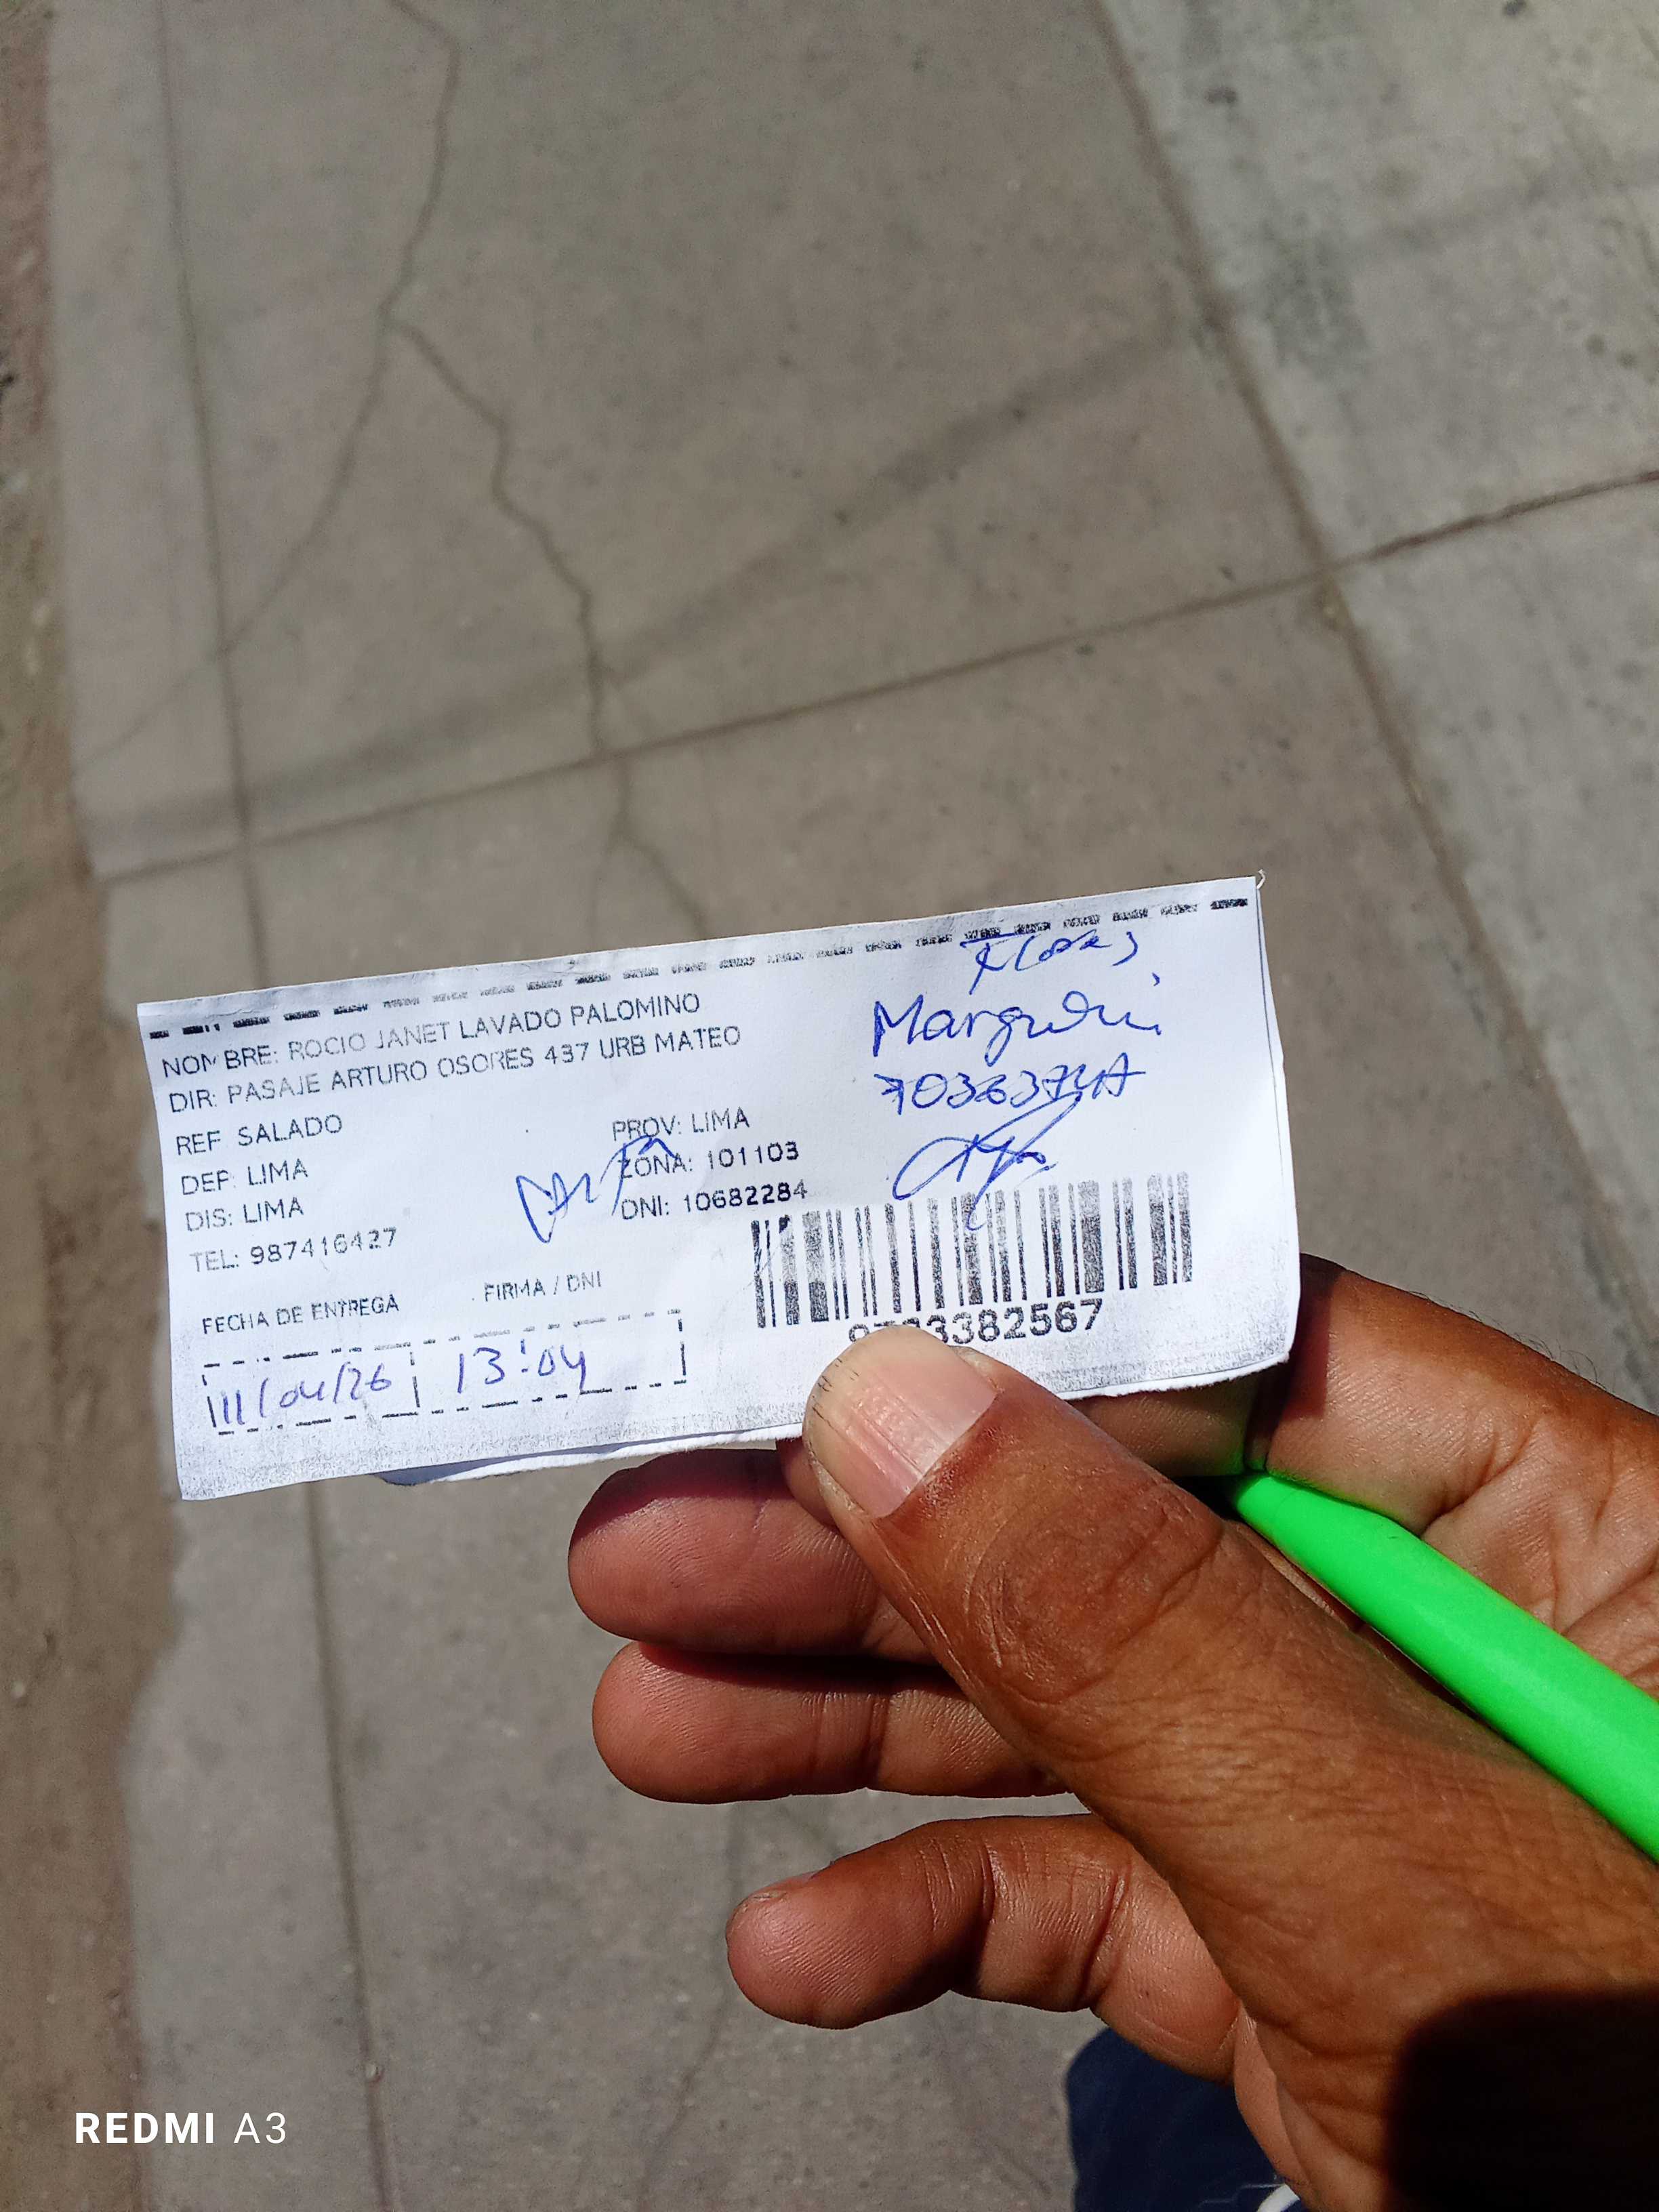 NOMBRE: ROCIO JANET LAVADO PALOMINO
DIR: PASAJE ARTURO OSORES 437 URB MATEO
REF: SALADO
DEP: LIMA
PROV: LIMA
DIS: LIMA
ZONA: 101103
TEL: 987416427
DNI: 10682284
FECHA DE ENTREGA
FIRMA / DNI
11/04/26 13:04
3382567
Flores
REDMI A3